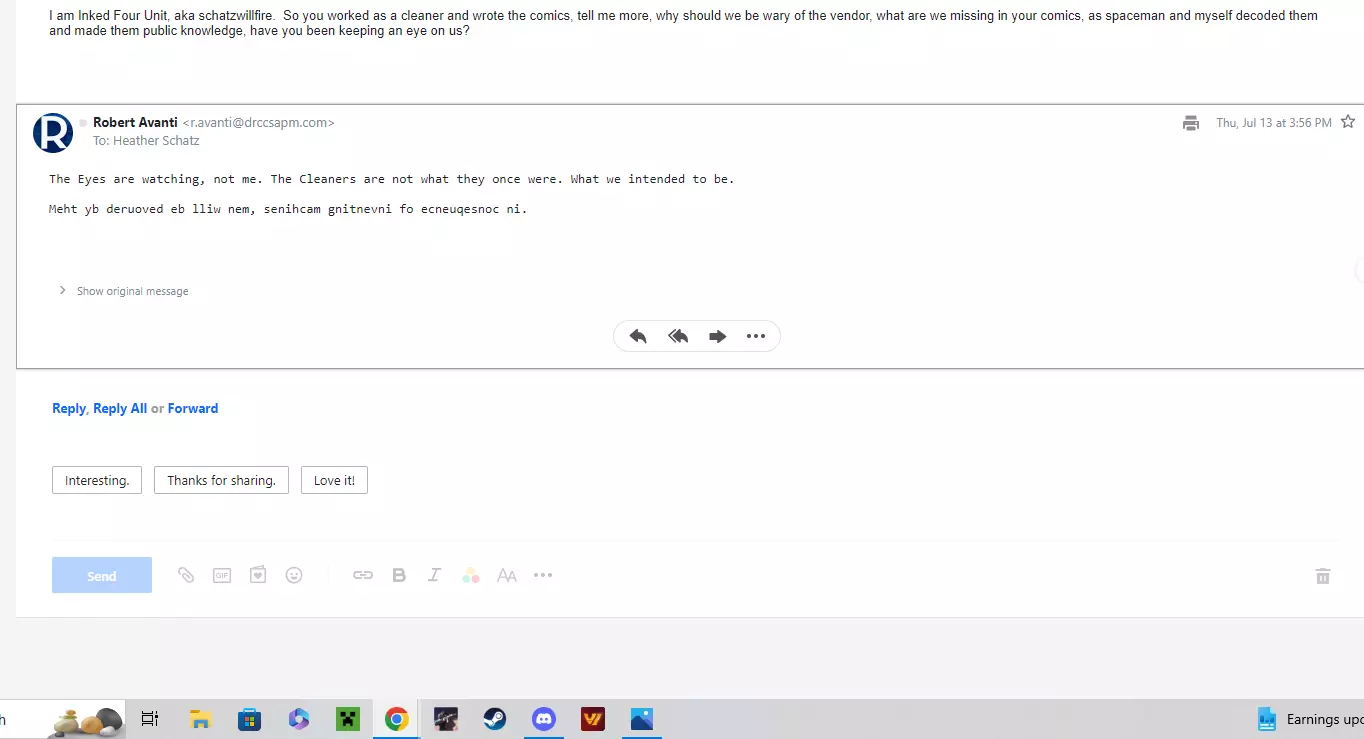 I am Inked Four Unit, aka schatzwillfire. So you worked as a cleaner and wrote the comics, tell me more, why should we be wary of the vendor, what are we missing in your comics, as spaceman and myself decoded them
and made them public knowledge, have you been keeping an eye on us?
R
Robert Avanti <r.avanti@drccsapm.com>
Thu, Jul 13 at 3:56 PM
To: Heather Schatz
The Eyes are watching, not me. The Cleaners are not what they once were. What we intended to be.
Meht yb deruoved eb lliw nem, senihcam gnitnevni fo ecneuqesnoc ni.
Show original message
Reply, Reply All or Forward
Interesting. Thanks for sharing. Love it!
Send GIF B I AA
h Earnings upc